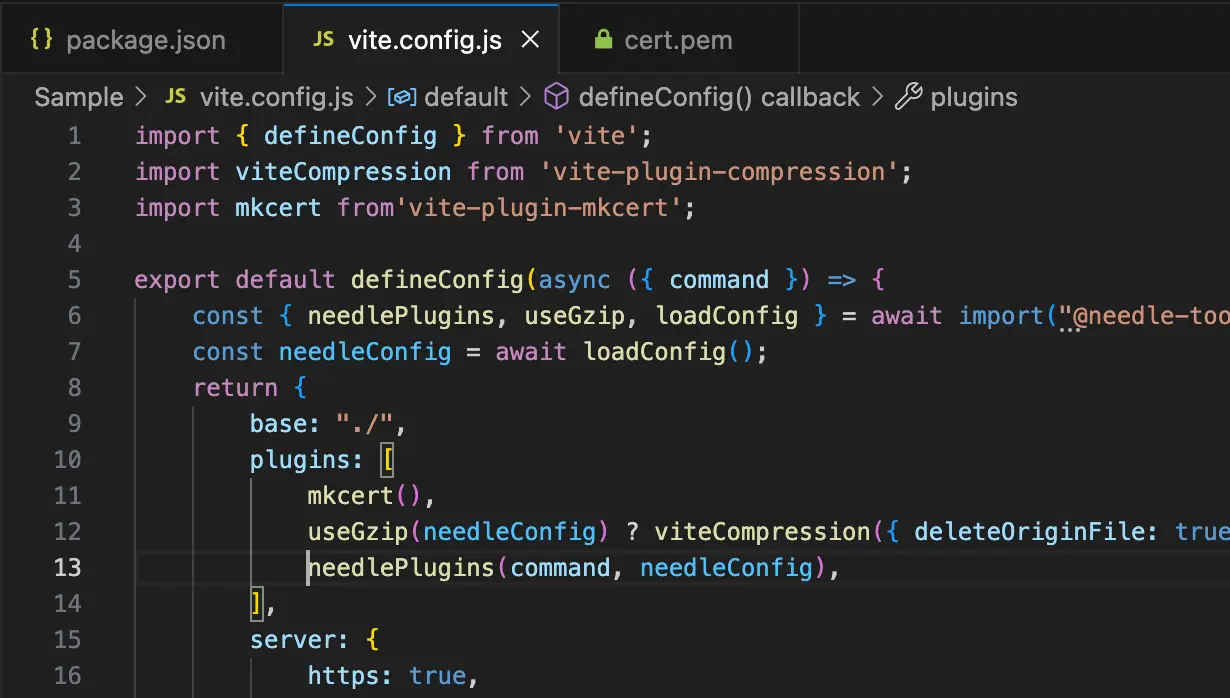 {} package.json JS vite.config.js × cert.pem
Sample > JS vite.config.js > default > defineConfig() callback > plugins
1 import { defineConfig } from 'vite';
2 import viteCompression from 'vite-plugin-compression';
3 import mkcert from'vite-plugin-mkcert';
4
5 export default defineConfig(async ({ command }) => {
6 const { needlePlugins, useGzip, loadConfig } = await import("@needle-too
7 const needleConfig = await loadConfig();
8 return {
9 base: "./",
10 plugins: [
11 mkcert(),
12 useGzip(needleConfig) ? viteCompression({ deleteOriginFile: true
13 needlePlugins(command, needleConfig),
14 ],
15 server: {
16 https: true,